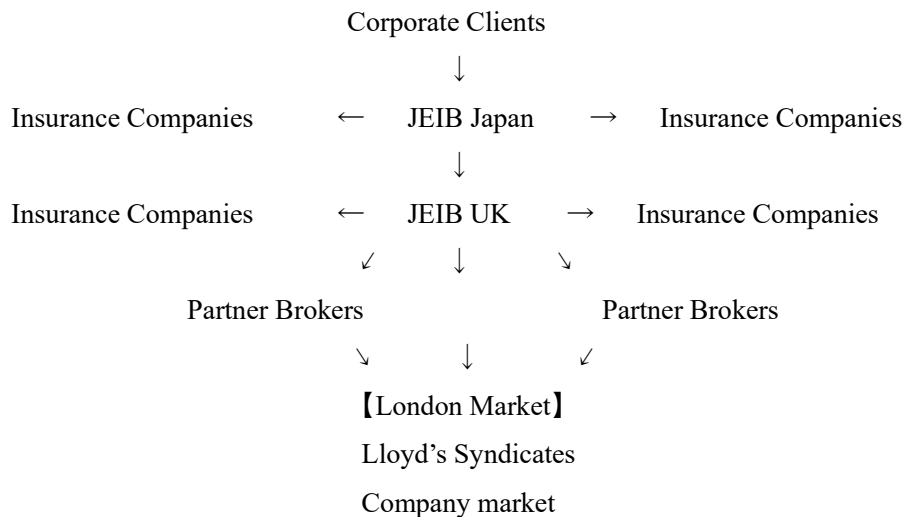 Corporate Clients
↓
Insurance Companies ← JEIB Japan → Insurance Companies
↓
Insurance Companies ← JEIB UK → Insurance Companies
↙ ↓ ↘
Partner Brokers Partner Brokers
↘ ↓ ↙
【London Market】
Lloyd’s Syndicates
Company market